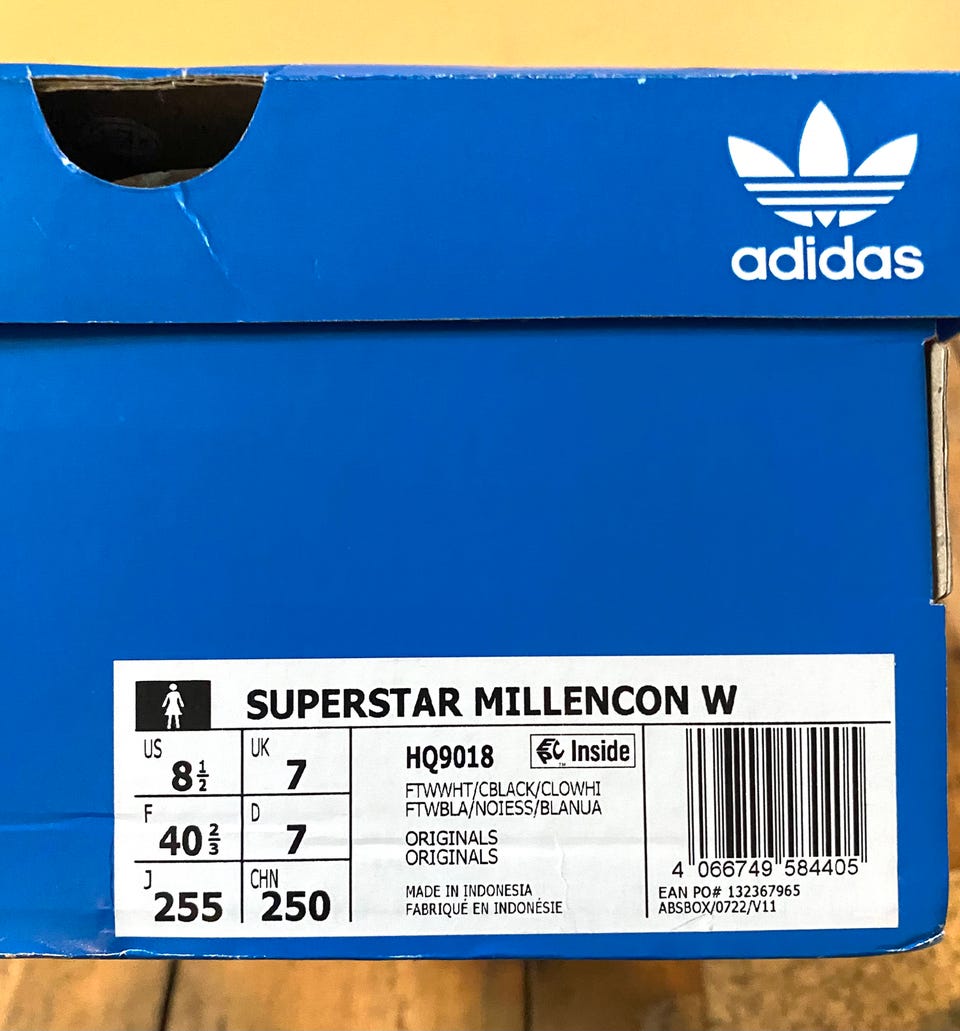 adidas
SUPERSTAR MILLENCON W
US 8 1/2
UK 7
F 40 2/3
D 7
J 255
CHN 250
HQ9018
Inside
FTWWHT/CBLACK/CLOWHI
FTWBLA/NOIESS/BLANUA
ORIGINALS
ORIGINALS
MADE IN INDONESIA
FABRIQUÉ EN INDONÉSIE
4 066749 584405
EAN PO# 132367965
ABSBOX/0722/V11